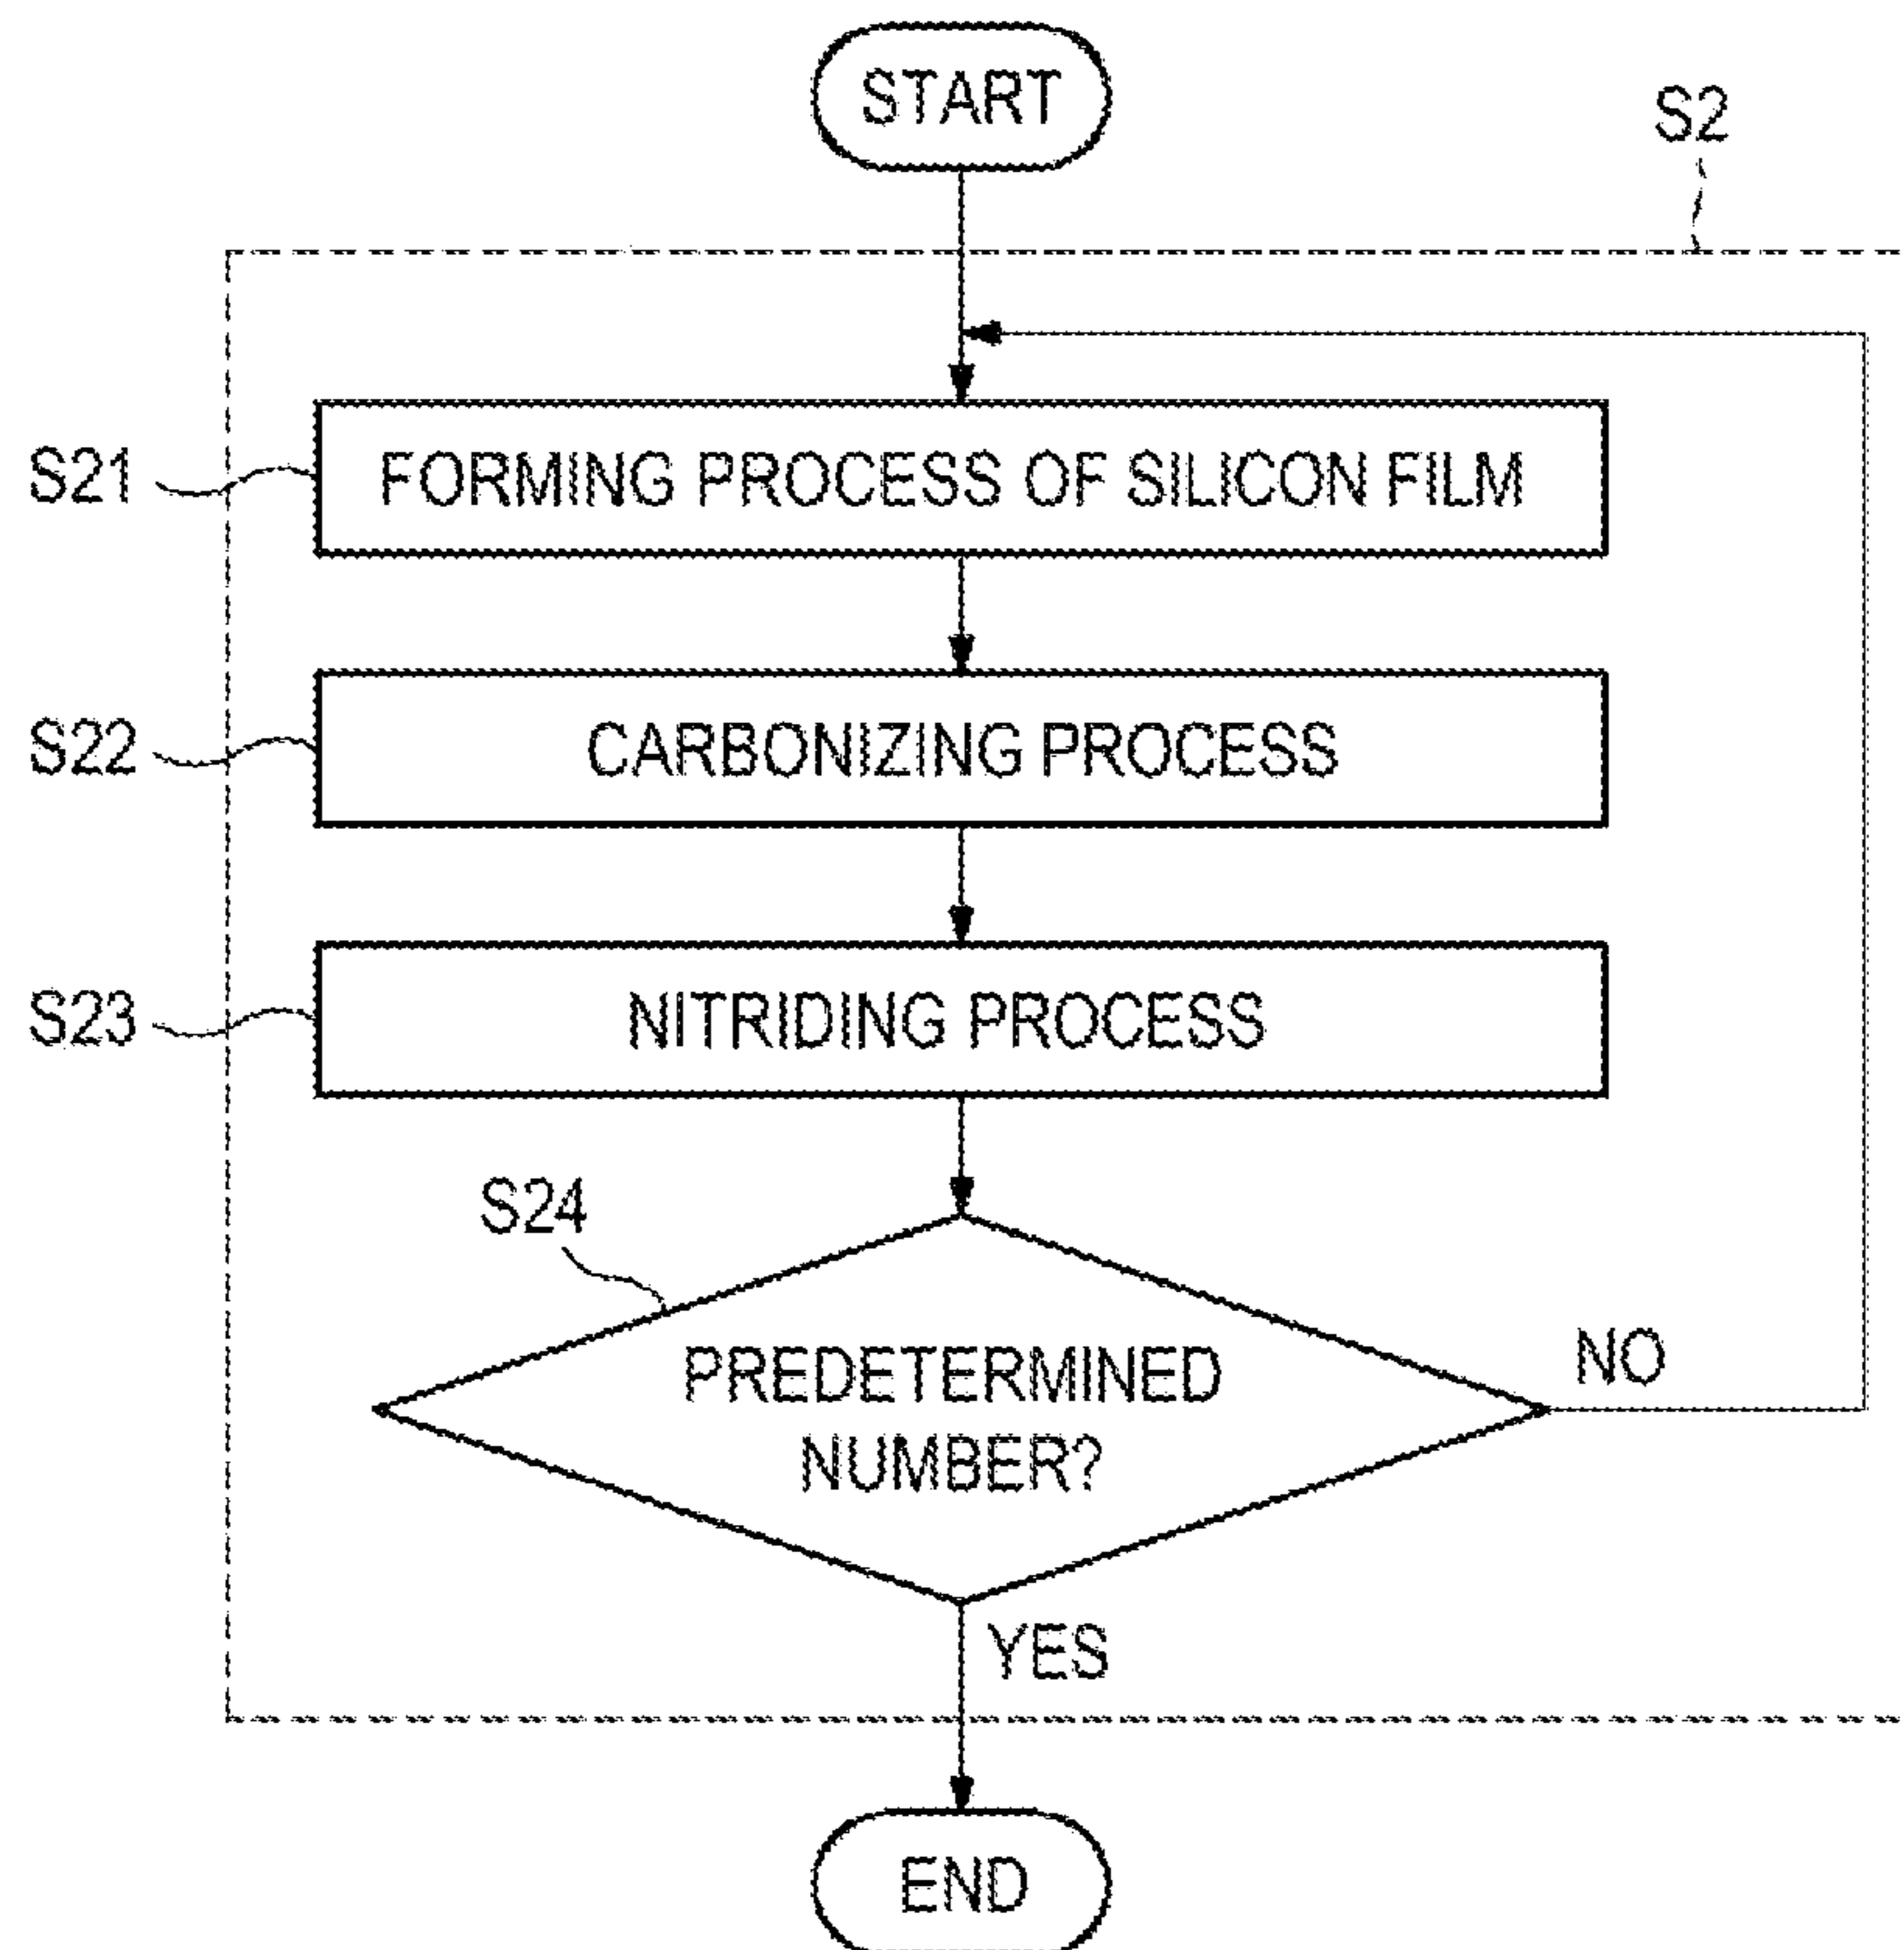 START
S2
S21
FORMING PROCESS OF SILICON FILM
S22
CARBONIZING PROCESS
S23
NITRIDING PROCESS
S24
PREDETERMINED
NUMBER?
NO
YES
END